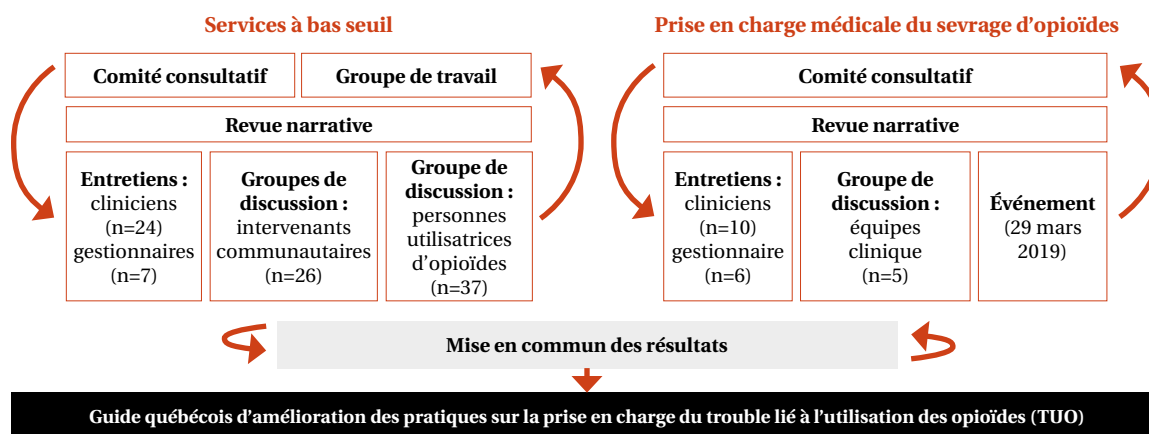 Services à bas seuil
Comité consultatif
Groupe de travail
Revue narrative
Entretiens :
cliniciens
(n=24)
gestionnaires
(n=7)
Groupes de
discussion :
intervenants
communautaires
(n=26)
Groupe de
discussion :
personnes
utilisatrices
d'opioïdes
(n=37)
Prise en charge médicale du sevrage d'opioïdes
Comité consultatif
Revue narrative
Entretiens :
cliniciens
(n=10)
gestionnaire
(n=6)
Groupe de
discussion :
équipes
clinique
(n=5)
Événement
(29 mars
2019)
Mise en commun des résultats
Guide québécois d'amélioration des pratiques sur la prise en charge du trouble lié à l'utilisation des opioïdes (TUO)